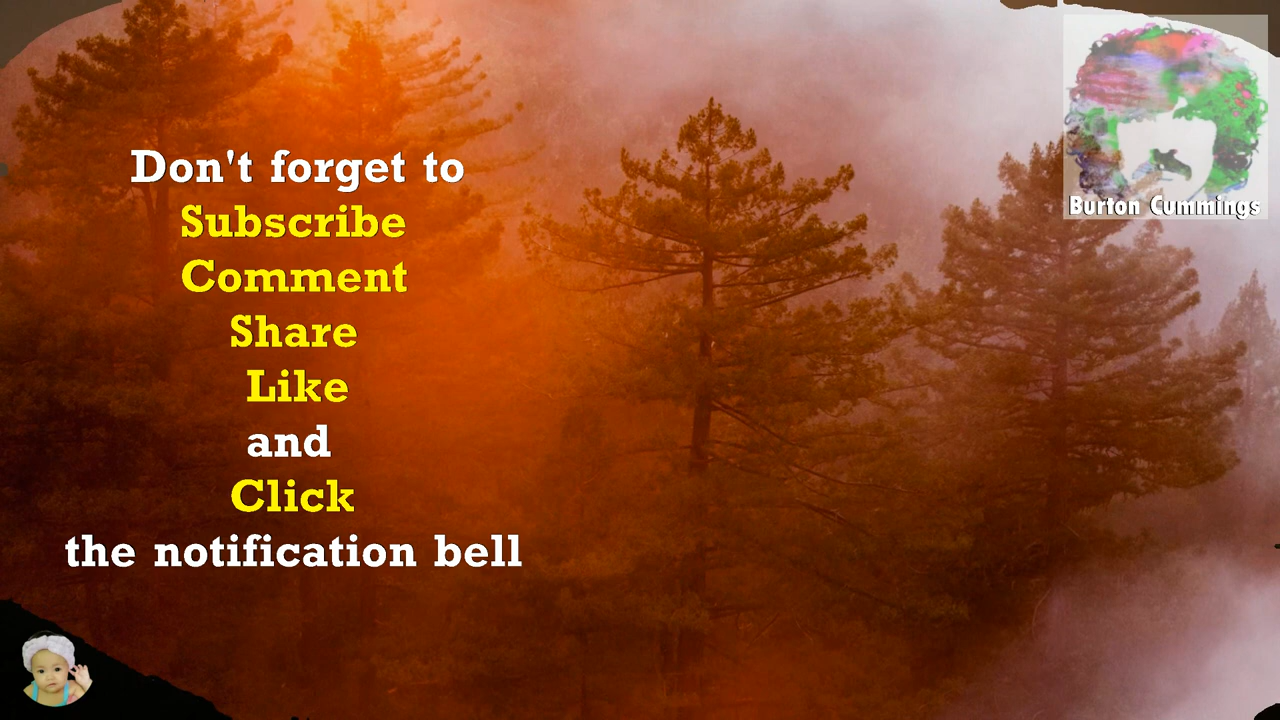 Don't forget to
Subscribe
Comment
Share
Like
and
Click
the notification bell
Burton Cummings